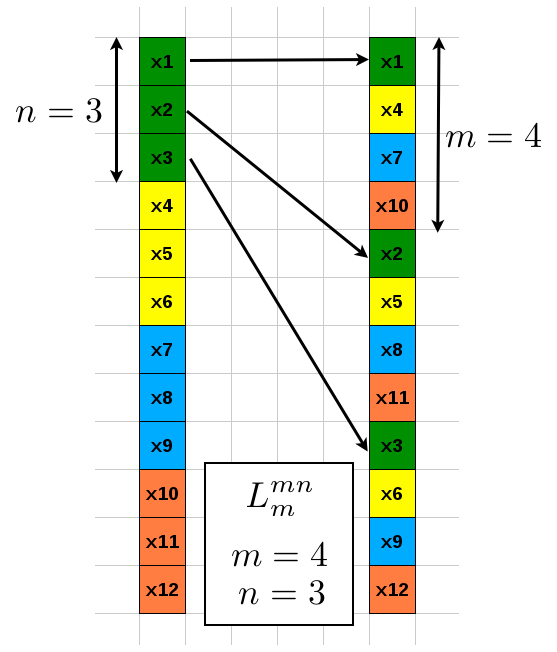 x1 x1
n = 3 x2 x4
m = 4
x3 x7
x4 x10
x5 x2
x6 x5
x7 x8
x8 x11
x9 x3
x10 x6
L_m^{mn}
x11 x9
m = 4
x12 x12
n = 3